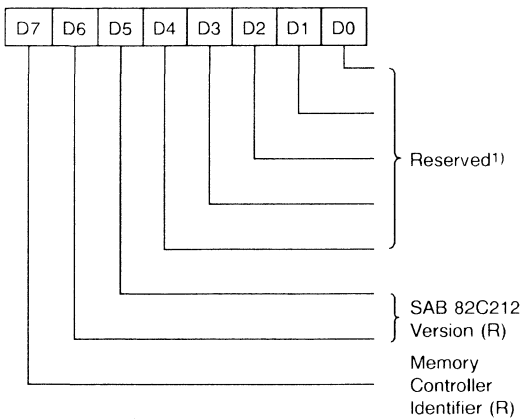 D7 D6 D5 D4 D3 D2 D1 D0
Reserved1)
SAB 82C212
Version (R)
Memory
Controller
Identifier (R)